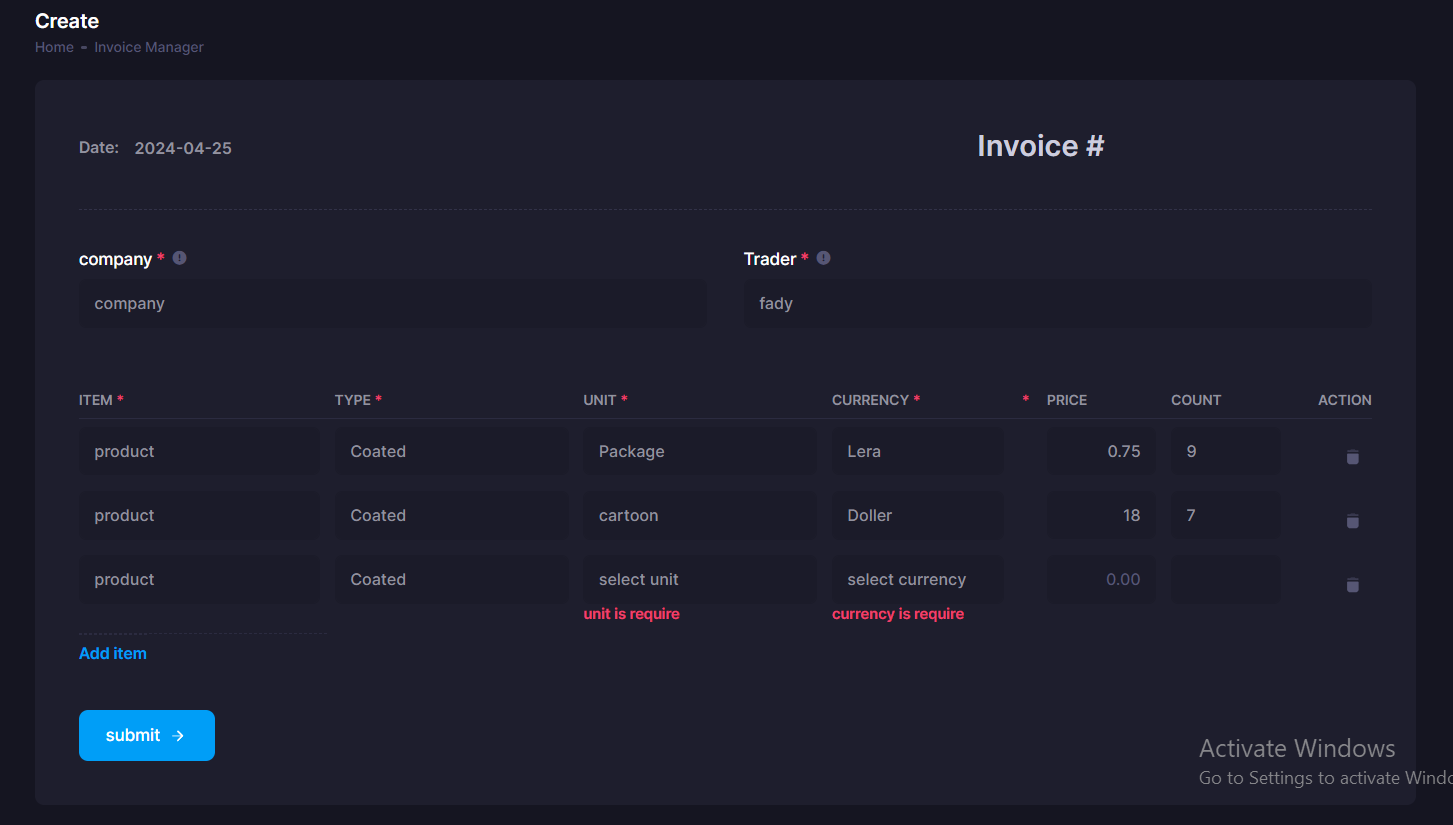 Create
Home - Invoice Manager
Date: 2024-04-25
Invoice #
company *
Trader *
company
fady
ITEM * TYPE * UNIT * CURRENCY * * PRICE COUNT ACTION
product Coated Package Lera 0.75 9
product Coated cartoon Doller 18 7
product Coated select unit select currency 0.00
unit is require currency is require
Add item
submit →
Activate Windows
Go to Settings to activate Windo